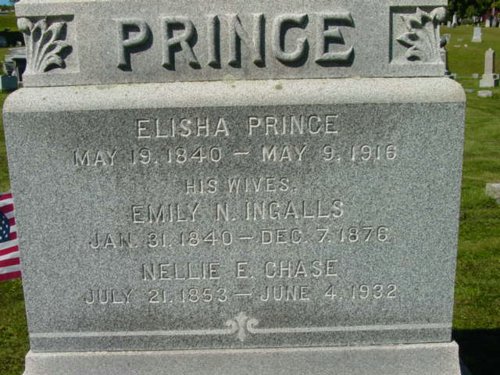 PRINCE
ELISHA PRINCE
MAY 19, 1840 – MAY 9, 1916
HIS WIVES,
EMILY N. INGALLS
JAN. 31, 1840 – DEC. 7, 1876
NELLIE E. CHASE
JULY 21, 1853 – JUNE 4, 1932